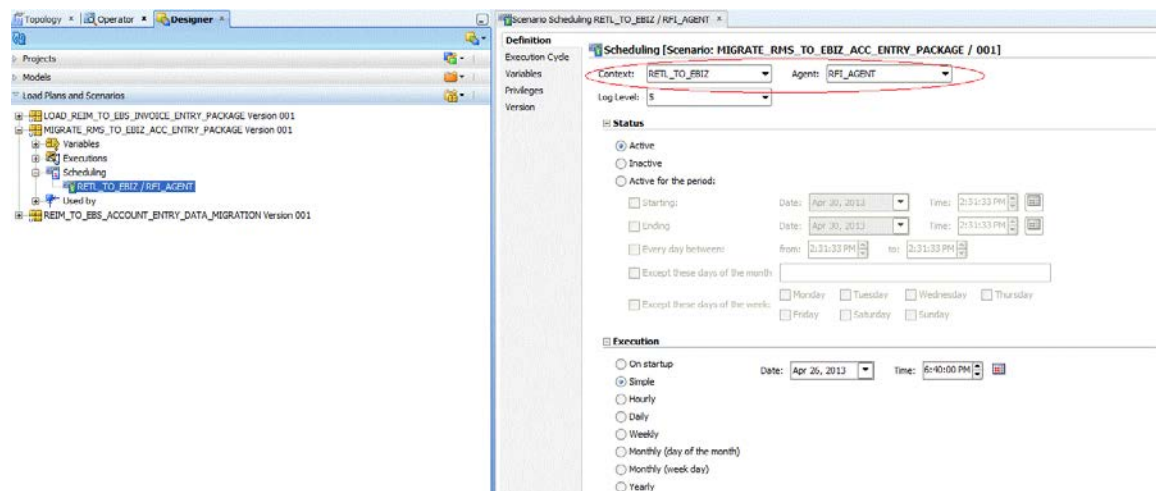 Topology
Operator
Designer
Projects
Models
Load Plans and Scenarios
LOAD_REIM_TO_EBS_INVOICE_ENTRY_PACKAGE Version 001
MIGRATE_RMS_TO_EBIZ_ACC_ENTRY_PACKAGE Version 001
Variables
Executions
Scheduling
RETL_TO_EBIZ / RFI_AGENT
Used by
REIM_TO_EBS_ACCOUNT_ENTRY_DATA_MIGRATION Version 001
Scenario Scheduling RETL_TO_EBIZ / RFI_AGENT
Definition
Execution Cycle
Variables
Privileges
Version
Scheduling [Scenario: MIGRATE_RMS_TO_EBIZ_ACC_ENTRY_PACKAGE / 001]
Context: RETL_TO_EBIZ Agent: RFI_AGENT
Log Level: 5
Status
Active
Inactive
Active for the period:
Starting: Date: Apr 30, 2013 Time: 2:31:33 PM
Ending Date: Apr 30, 2013 Time: 2:31:33 PM
Every day between: from: 2:31:33 PM to: 2:31:33 PM
Except these days of the month:
Except these days of the week: Monday Tuesday Wednesday Thursday
Friday Saturday Sunday
Execution
On startup
Date: Apr 26, 2013 Time: 6:40:00 PM
Simple
Hourly
Daily
Weekly
Monthly (day of the month)
Monthly (week day)
Yearly